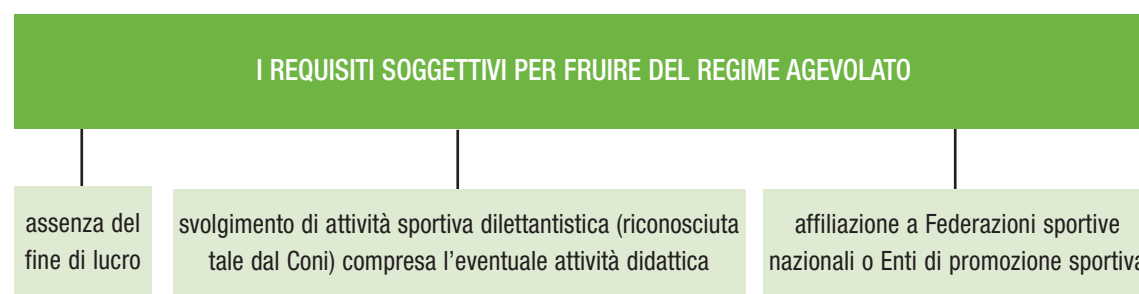 I REQUISITI SOGGETTIVI PER FRUIRE DEL REGIME AGEVOLATO
assenza del
fine di lucro
svolgimento di attività sportiva dilettantistica (riconosciuta
tale dal Coni) compresa l'eventuale attività didattica
affiliazione a Federazioni sportive
nazionali o Enti di promozione sportiva